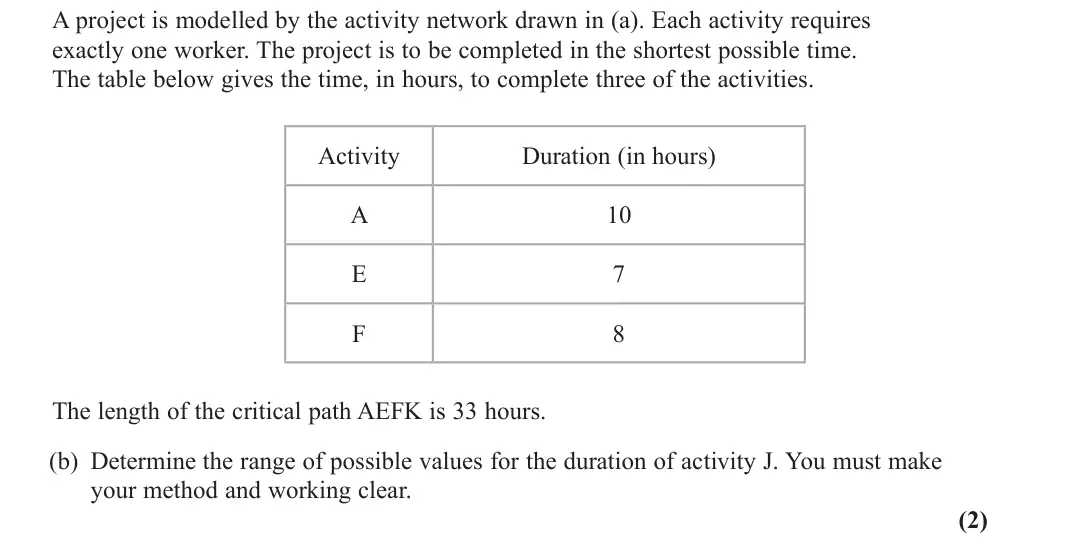 A project is modelled by the activity network drawn in (a). Each activity requires
exactly one worker. The project is to be completed in the shortest possible time.
The table below gives the time, in hours, to complete three of the activities.
Activity Duration (in hours)
A 10
E 7
F 8
The length of the critical path AEFK is 33 hours.
(b) Determine the range of possible values for the duration of activity J. You must make
your method and working clear.
(2)